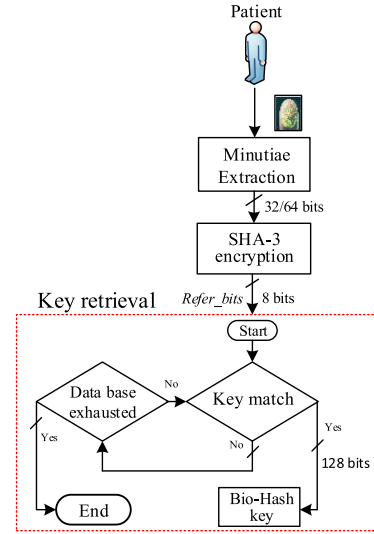 Patient
Minutiae
Extraction
32/64 bits
SHA-3
encryption
Refer_bits 8 bits
Key retrieval
Start
No
Data base
exhausted
Key match
Yes
No
Yes
128 bits
End
Bio-Hash
key